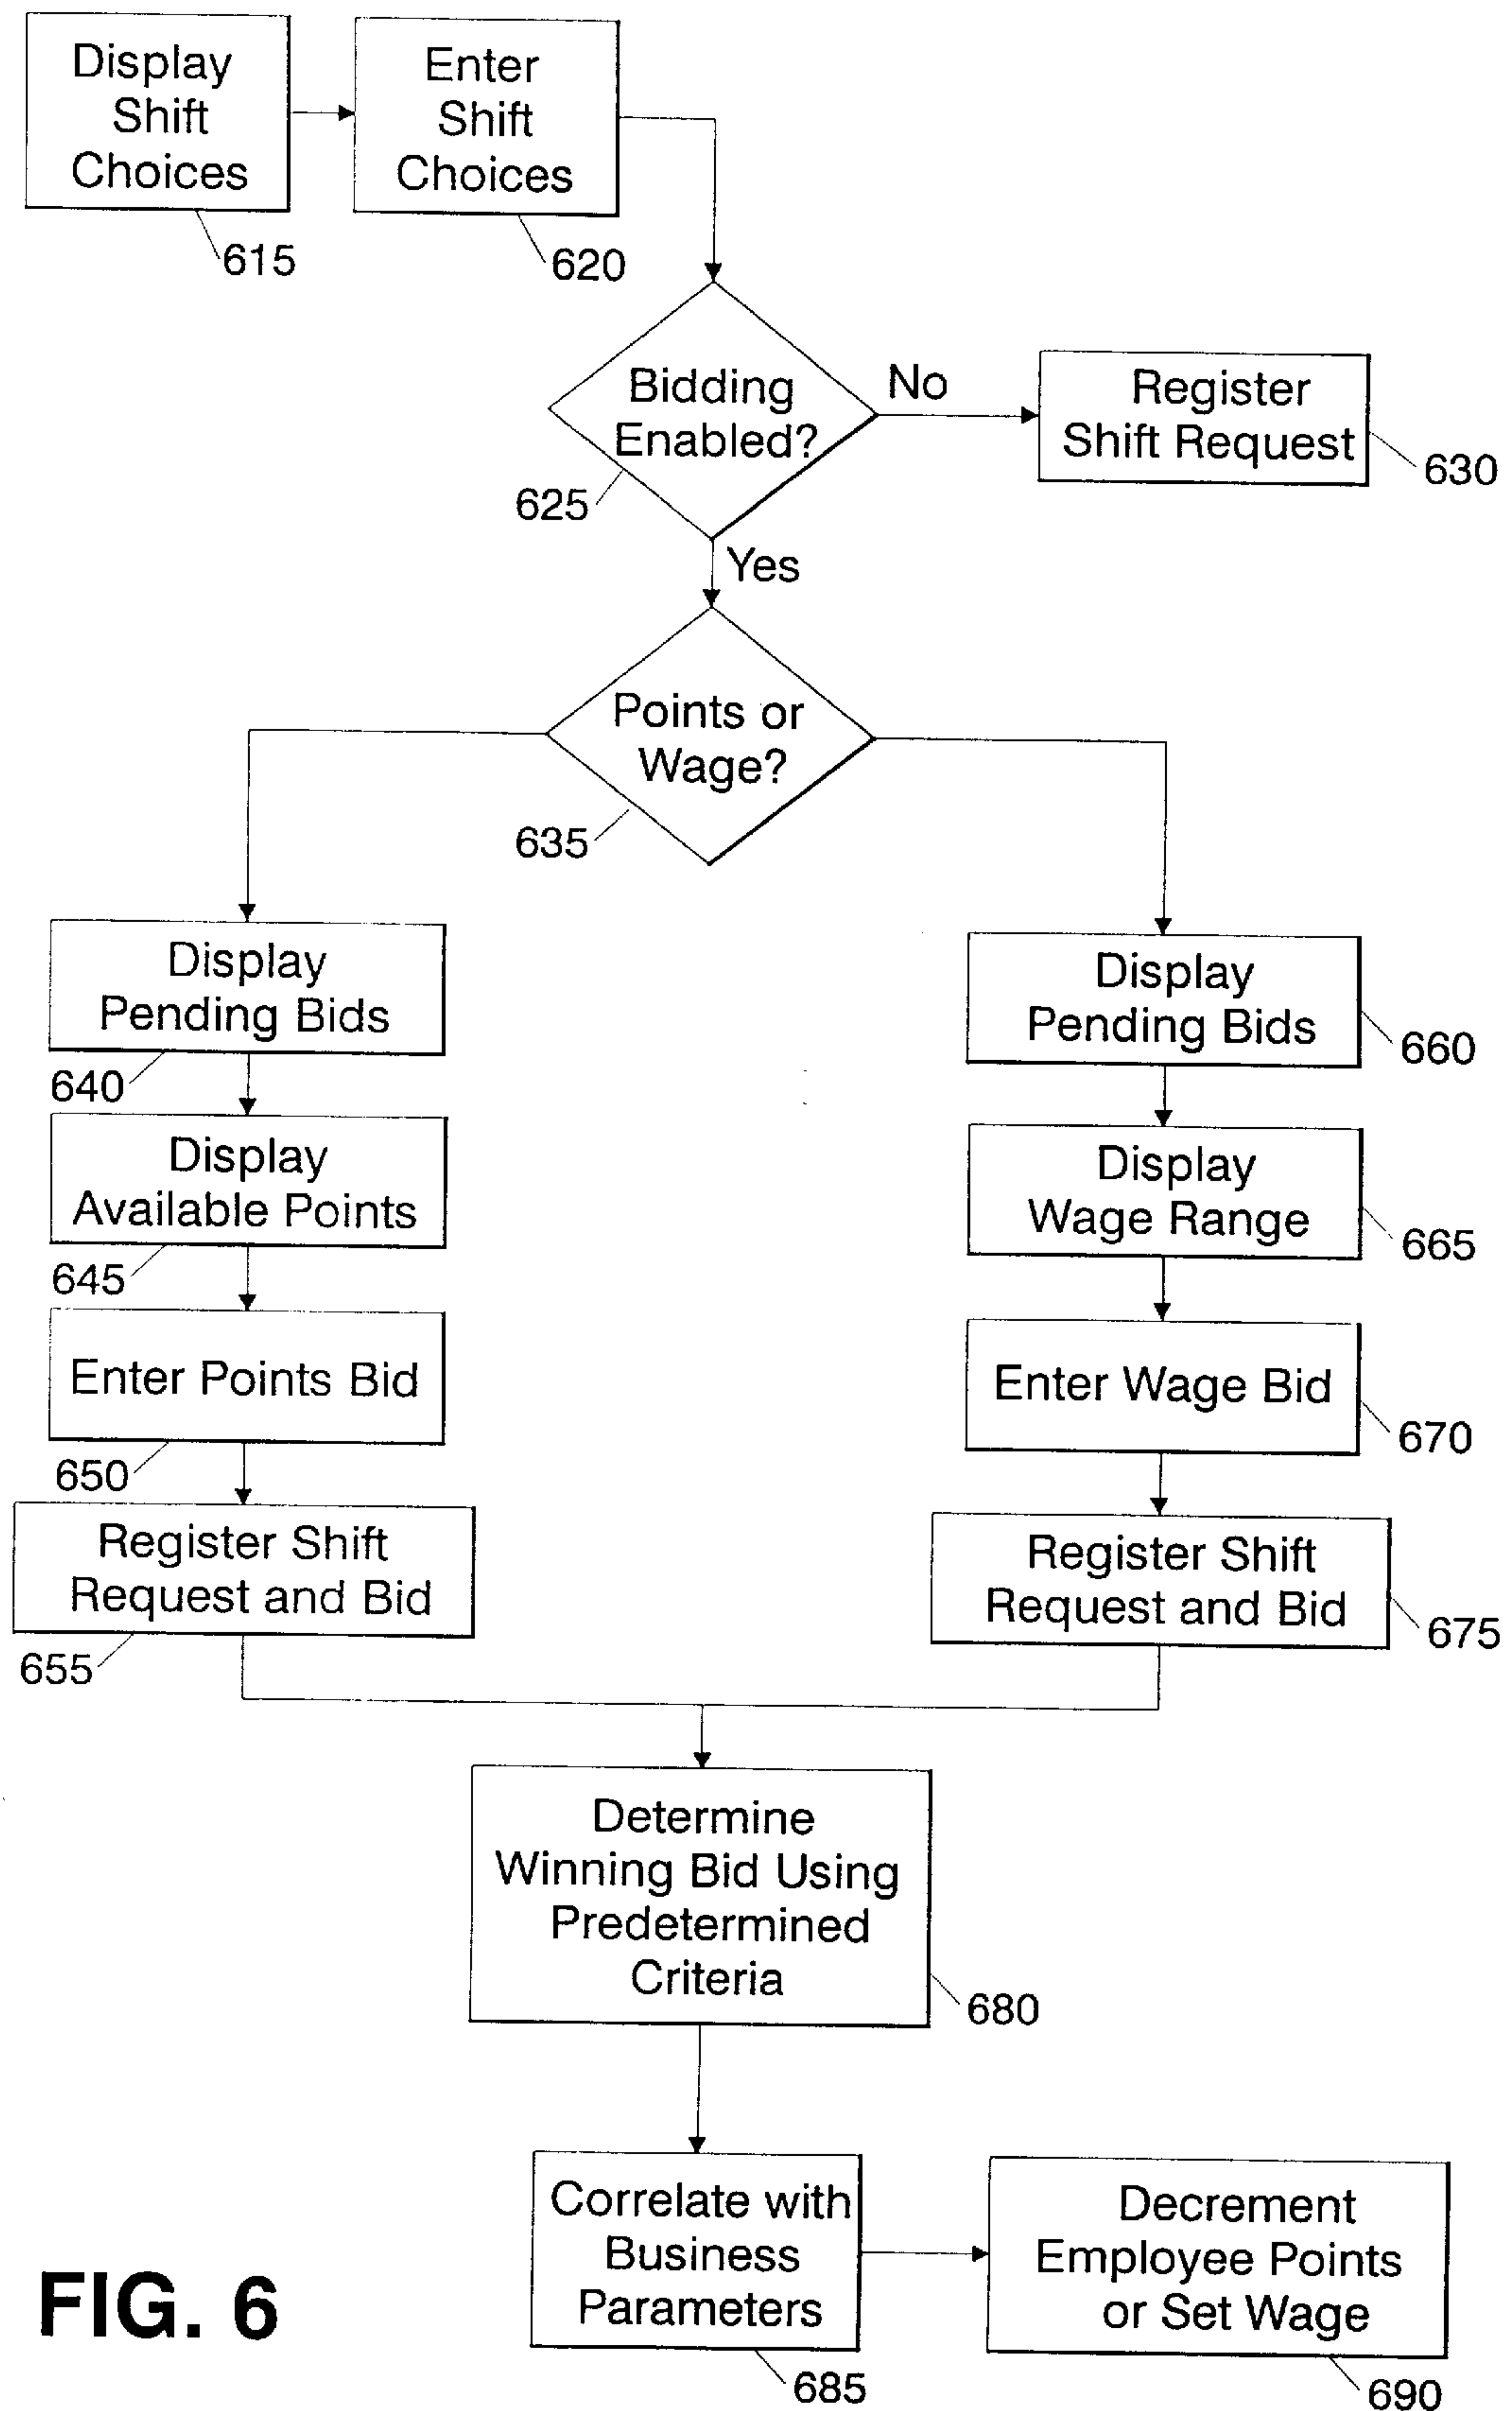 Display
Shift
Choices
615
Enter
Shift
Choices
620
Bidding
Enabled?
625
No
Register
Shift Request
630
Yes
Points or
Wage?
635
Display
Pending Bids
640
Display
Available Points
645
Enter Points Bid
650
Register Shift
Request and Bid
655
Display
Pending Bids
660
Display
Wage Range
665
Enter Wage Bid
670
Register Shift
Request and Bid
675
Determine
Winning Bid Using
Predetermined
Criteria
680
Correlate with
Business
Parameters
685
Decrement
Employee Points
or Set Wage
690
FIG. 6